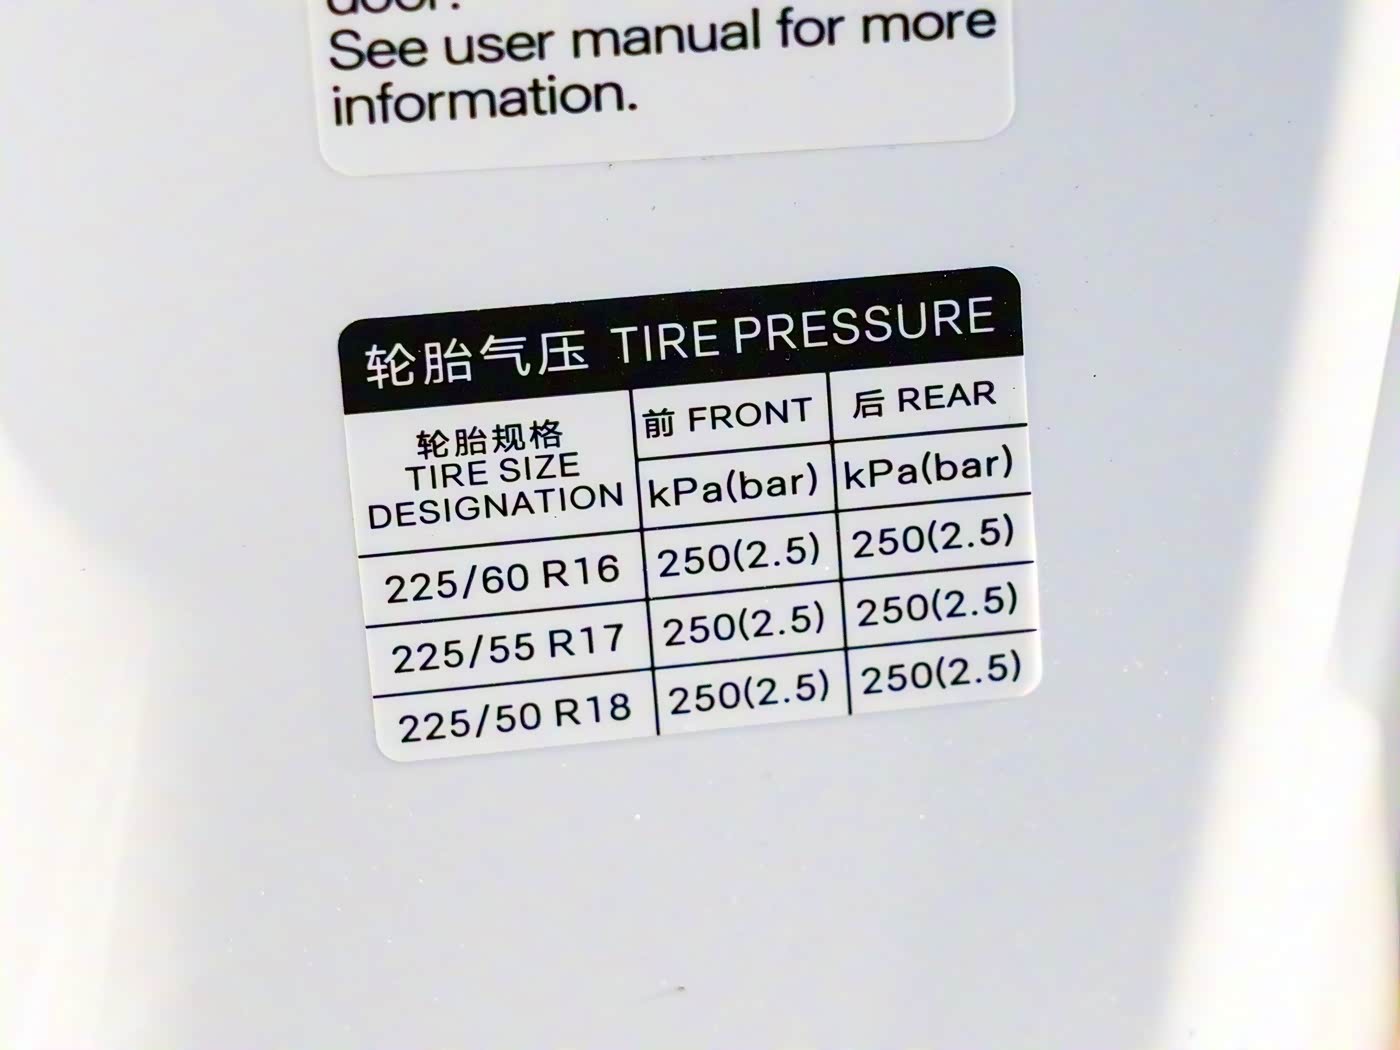 door.
See user manual for more
information.
轮胎气压 TIRE PRESSURE
轮胎规格
TIRE SIZE
DESIGNATION
前 FRONT
后 REAR
kPa(bar)
kPa(bar)
225/60 R16
250(2.5)
250(2.5)
225/55 R17
250(2.5)
250(2.5)
225/50 R18
250(2.5)
250(2.5)